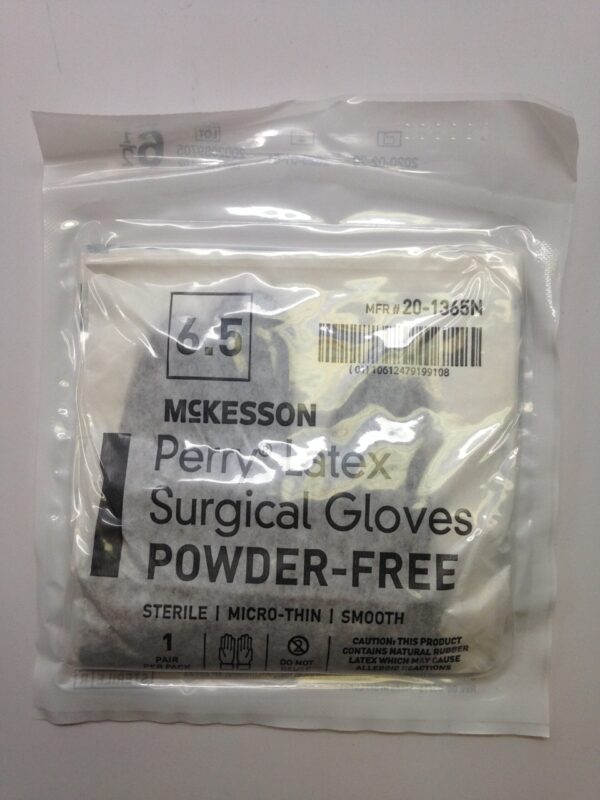 6.5
MFR # 20-1365N
(01)10612479199108
McKESSON
Perry® Latex
Surgical Gloves
POWDER-FREE
STERILE | MICRO-THIN | SMOOTH
1
PAIR
PER PACK
DO NOT
CAUTION: THIS PRODUCT
CONTAINS NATURAL RUBBER
LATEX WHICH MAY CAUSE
ALLERGIC REACTIONS